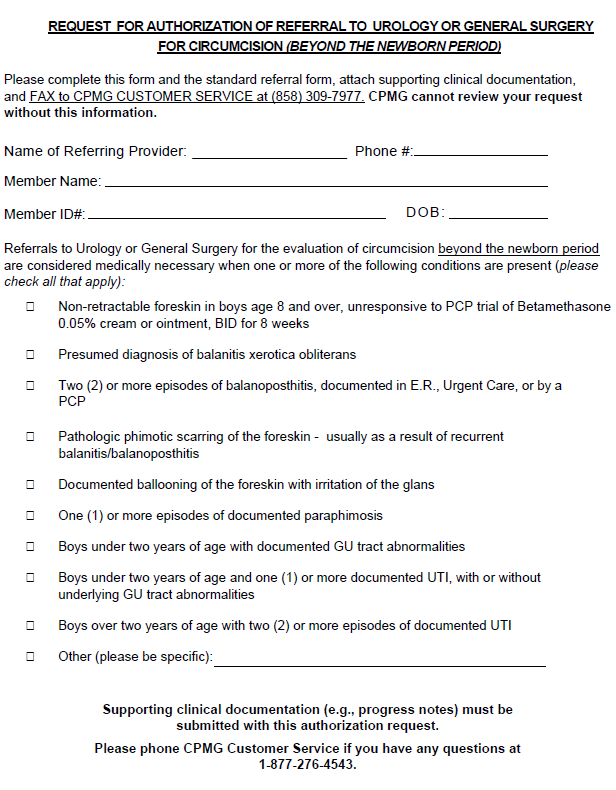 REQUEST FOR AUTHORIZATION OF REFERRAL TO UROLOGY OR GENERAL SURGERY
FOR CIRCUMCISION (BEYOND THE NEWBORN PERIOD)
Please complete this form and the standard referral form, attach supporting clinical documentation,
and FAX to CPMG CUSTOMER SERVICE at (858) 309-7977. CPMG cannot review your request
without this information.
Name of Referring Provider: ____________________ Phone #:_________________
Member Name: ________________________________________________________
Member ID#: ______________________________________ DOB: _____________
Referrals to Urology or General Surgery for the evaluation of circumcision beyond the newborn period
are considered medically necessary when one or more of the following conditions are present (please
check all that apply):
☐ Non-retractable foreskin in boys age 8 and over, unresponsive to PCP trial of Betamethasone
0.05% cream or ointment, BID for 8 weeks
☐ Presumed diagnosis of balanitis xerotica obliterans
☐ Two (2) or more episodes of balanoposthitis, documented in E.R., Urgent Care, or by a
PCP
☐ Pathologic phimotic scarring of the foreskin - usually as a result of recurrent
balanitis/balanoposthitis
☐ Documented ballooning of the foreskin with irritation of the glans
☐ One (1) or more episodes of documented paraphimosis
☐ Boys under two years of age with documented GU tract abnormalities
☐ Boys under two years of age and one (1) or more documented UTI, with or without
underlying GU tract abnormalities
☐ Boys over two years of age with two (2) or more episodes of documented UTI
☐ Other (please be specific):___________________________________________
Supporting clinical documentation (e.g., progress notes) must be
submitted with this authorization request.
Please phone CPMG Customer Service if you have any questions at
1-877-276-4543.